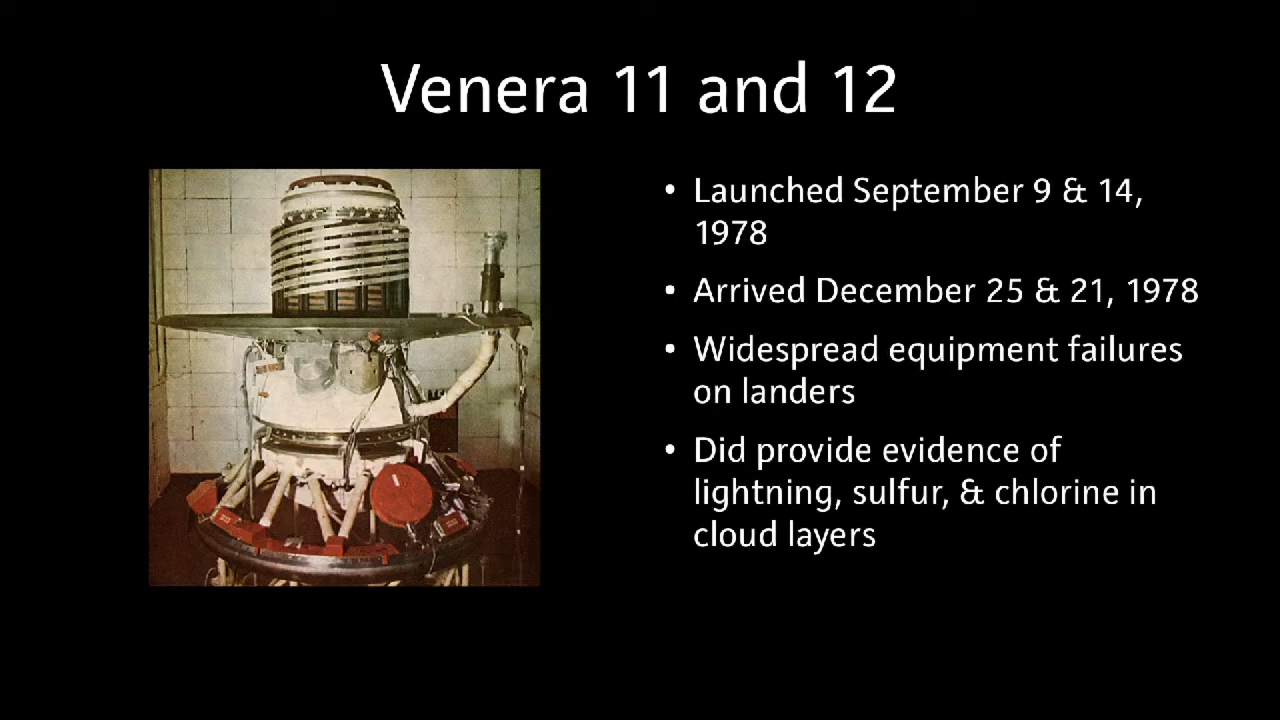 Venera 11 and 12
• Launched September 9 & 14,
1978
• Arrived December 25 & 21, 1978
• Widespread equipment failures
on landers
• Did provide evidence of
lightning, sulfur, & chlorine in
cloud layers